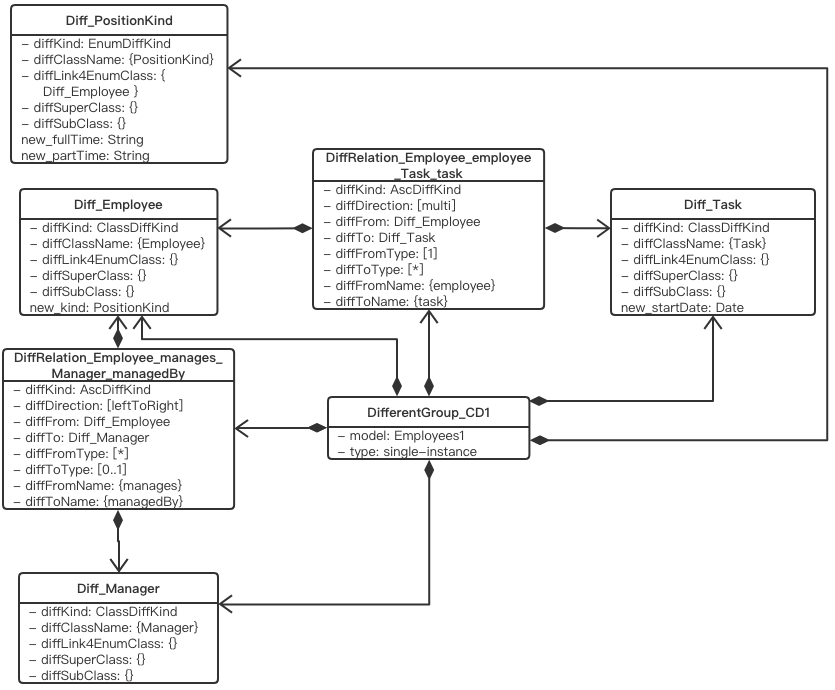 Diff_PositionKind
- diffKind: EnumDiffKind
- diffClassName: {PositionKind}
- diffLink4EnumClass: {
Diff_Employee }
- diffSuperClass: {}
- diffSubClass: {}
new_fullTime: String
new_partTime: String
DiffRelation_Employee_employee
_Task_task
- diffKind: AscDiffKind
- diffDirection: [multi]
- diffFrom: Diff_Employee
- diffTo: Diff_Task
- diffFromType: [1]
- diffToType: [*]
- diffFromName: {employee}
- diffToName: {task}
Diff_Employee
- diffKind: ClassDiffKind
- diffClassName: {Employee}
- diffLink4EnumClass: {}
- diffSuperClass: {}
- diffSubClass: {}
new_kind: PositionKind
Diff_Task
- diffKind: ClassDiffKind
- diffClassName: {Task}
- diffLink4EnumClass: {}
- diffSuperClass: {}
- diffSubClass: {}
new_startDate: Date
DiffRelation_Employee_manages_
Manager_managedBy
- diffKind: AscDiffKind
- diffDirection: [leftToRight]
- diffFrom: Diff_Employee
- diffTo: Diff_Manager
- diffFromType: [*]
- diffToType: [0..1]
- diffFromName: {manages}
- diffToName: {managedBy}
DifferentGroup_CD1
- model: Employees1
- type: single-instance
Diff_Manager
- diffKind: ClassDiffKind
- diffClassName: {Manager}
- diffLink4EnumClass: {}
- diffSuperClass: {}
- diffSubClass: {}